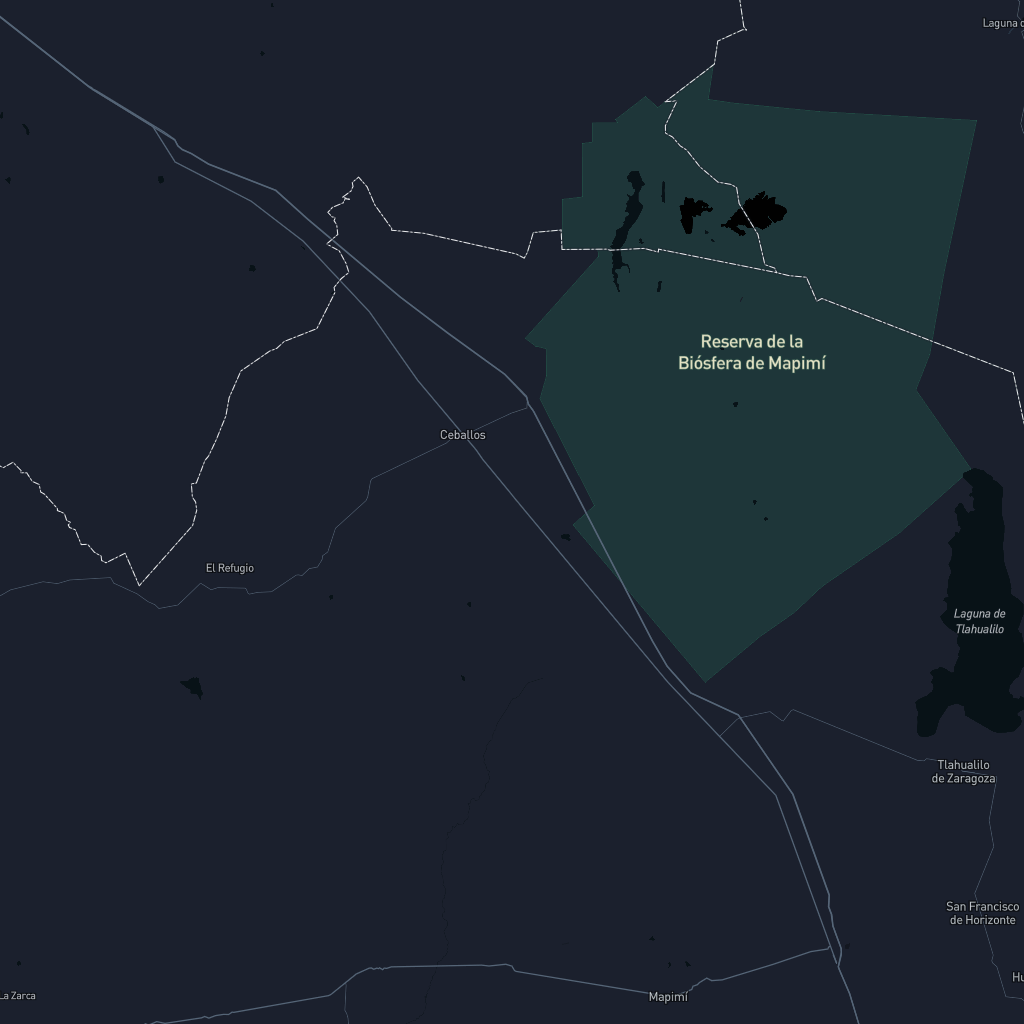 Laguna
Reserva de la
Biósfera de Mapimí
Ceballos
El Refugio
Laguna de
Tlahualilo
Tlahualilo
de Zaragoza
San Francisco
de Horizonte
La Zarca
Mapimí